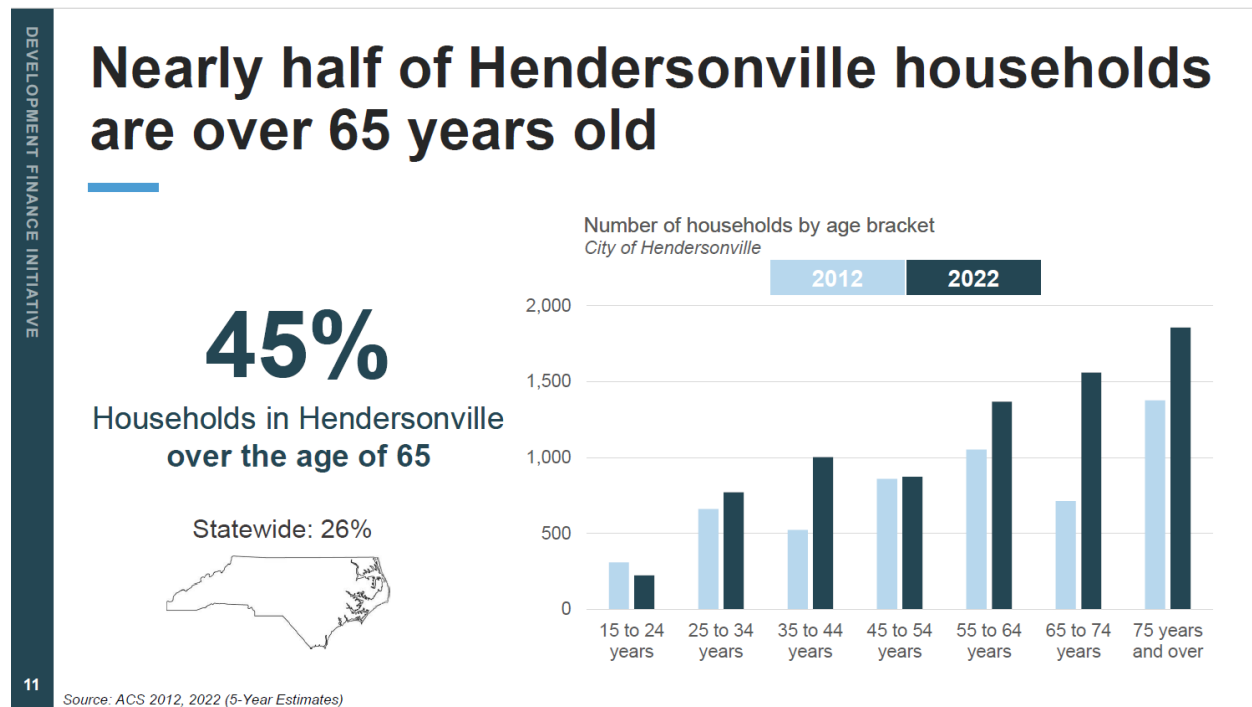 DEVELOPMENT FINANCE INITIATIVE
Nearly half of Hendersonville households
are over 65 years old
45%
Households in Hendersonville
over the age of 65
Statewide: 26%
Number of households by age bracket
City of Hendersonville
2012 2022
2,000
1,500
1,000
500
0
15 to 24 25 to 34 35 to 44 45 to 54 55 to 64 65 to 74 75 years
years years years years years years and over
11
Source: ACS 2012, 2022 (5-Year Estimates)